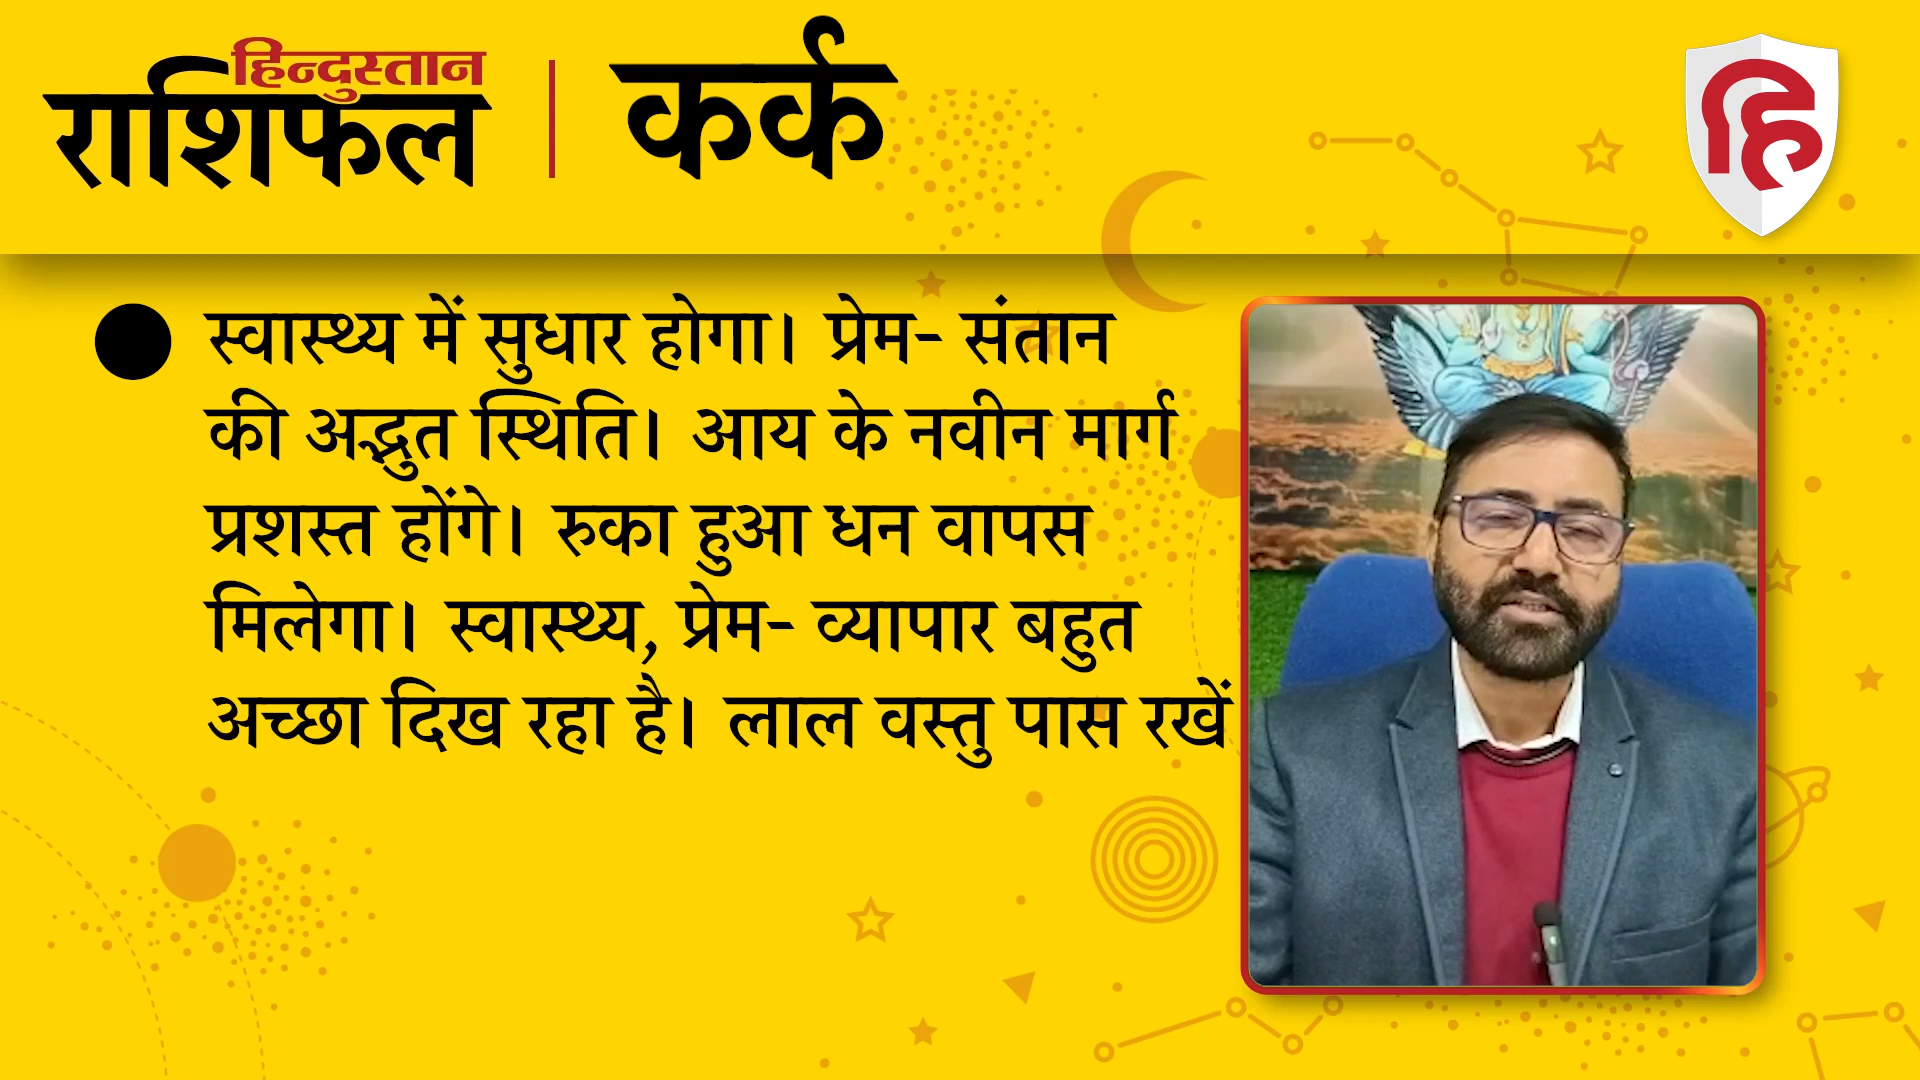 हिन्दुस्तान
राशिफल
कर्क
हि
स्वास्थ्य में सुधार होगा। प्रेम- संतान
की अद्भुत स्थिति। आय के नवीन मार्ग
प्रशस्त होंगे। रुका हुआ धन वापस
मिलेगा। स्वास्थ्य, प्रेम- व्यापार बहुत
अच्छा दिख रहा है। लाल वस्तु पास रखें